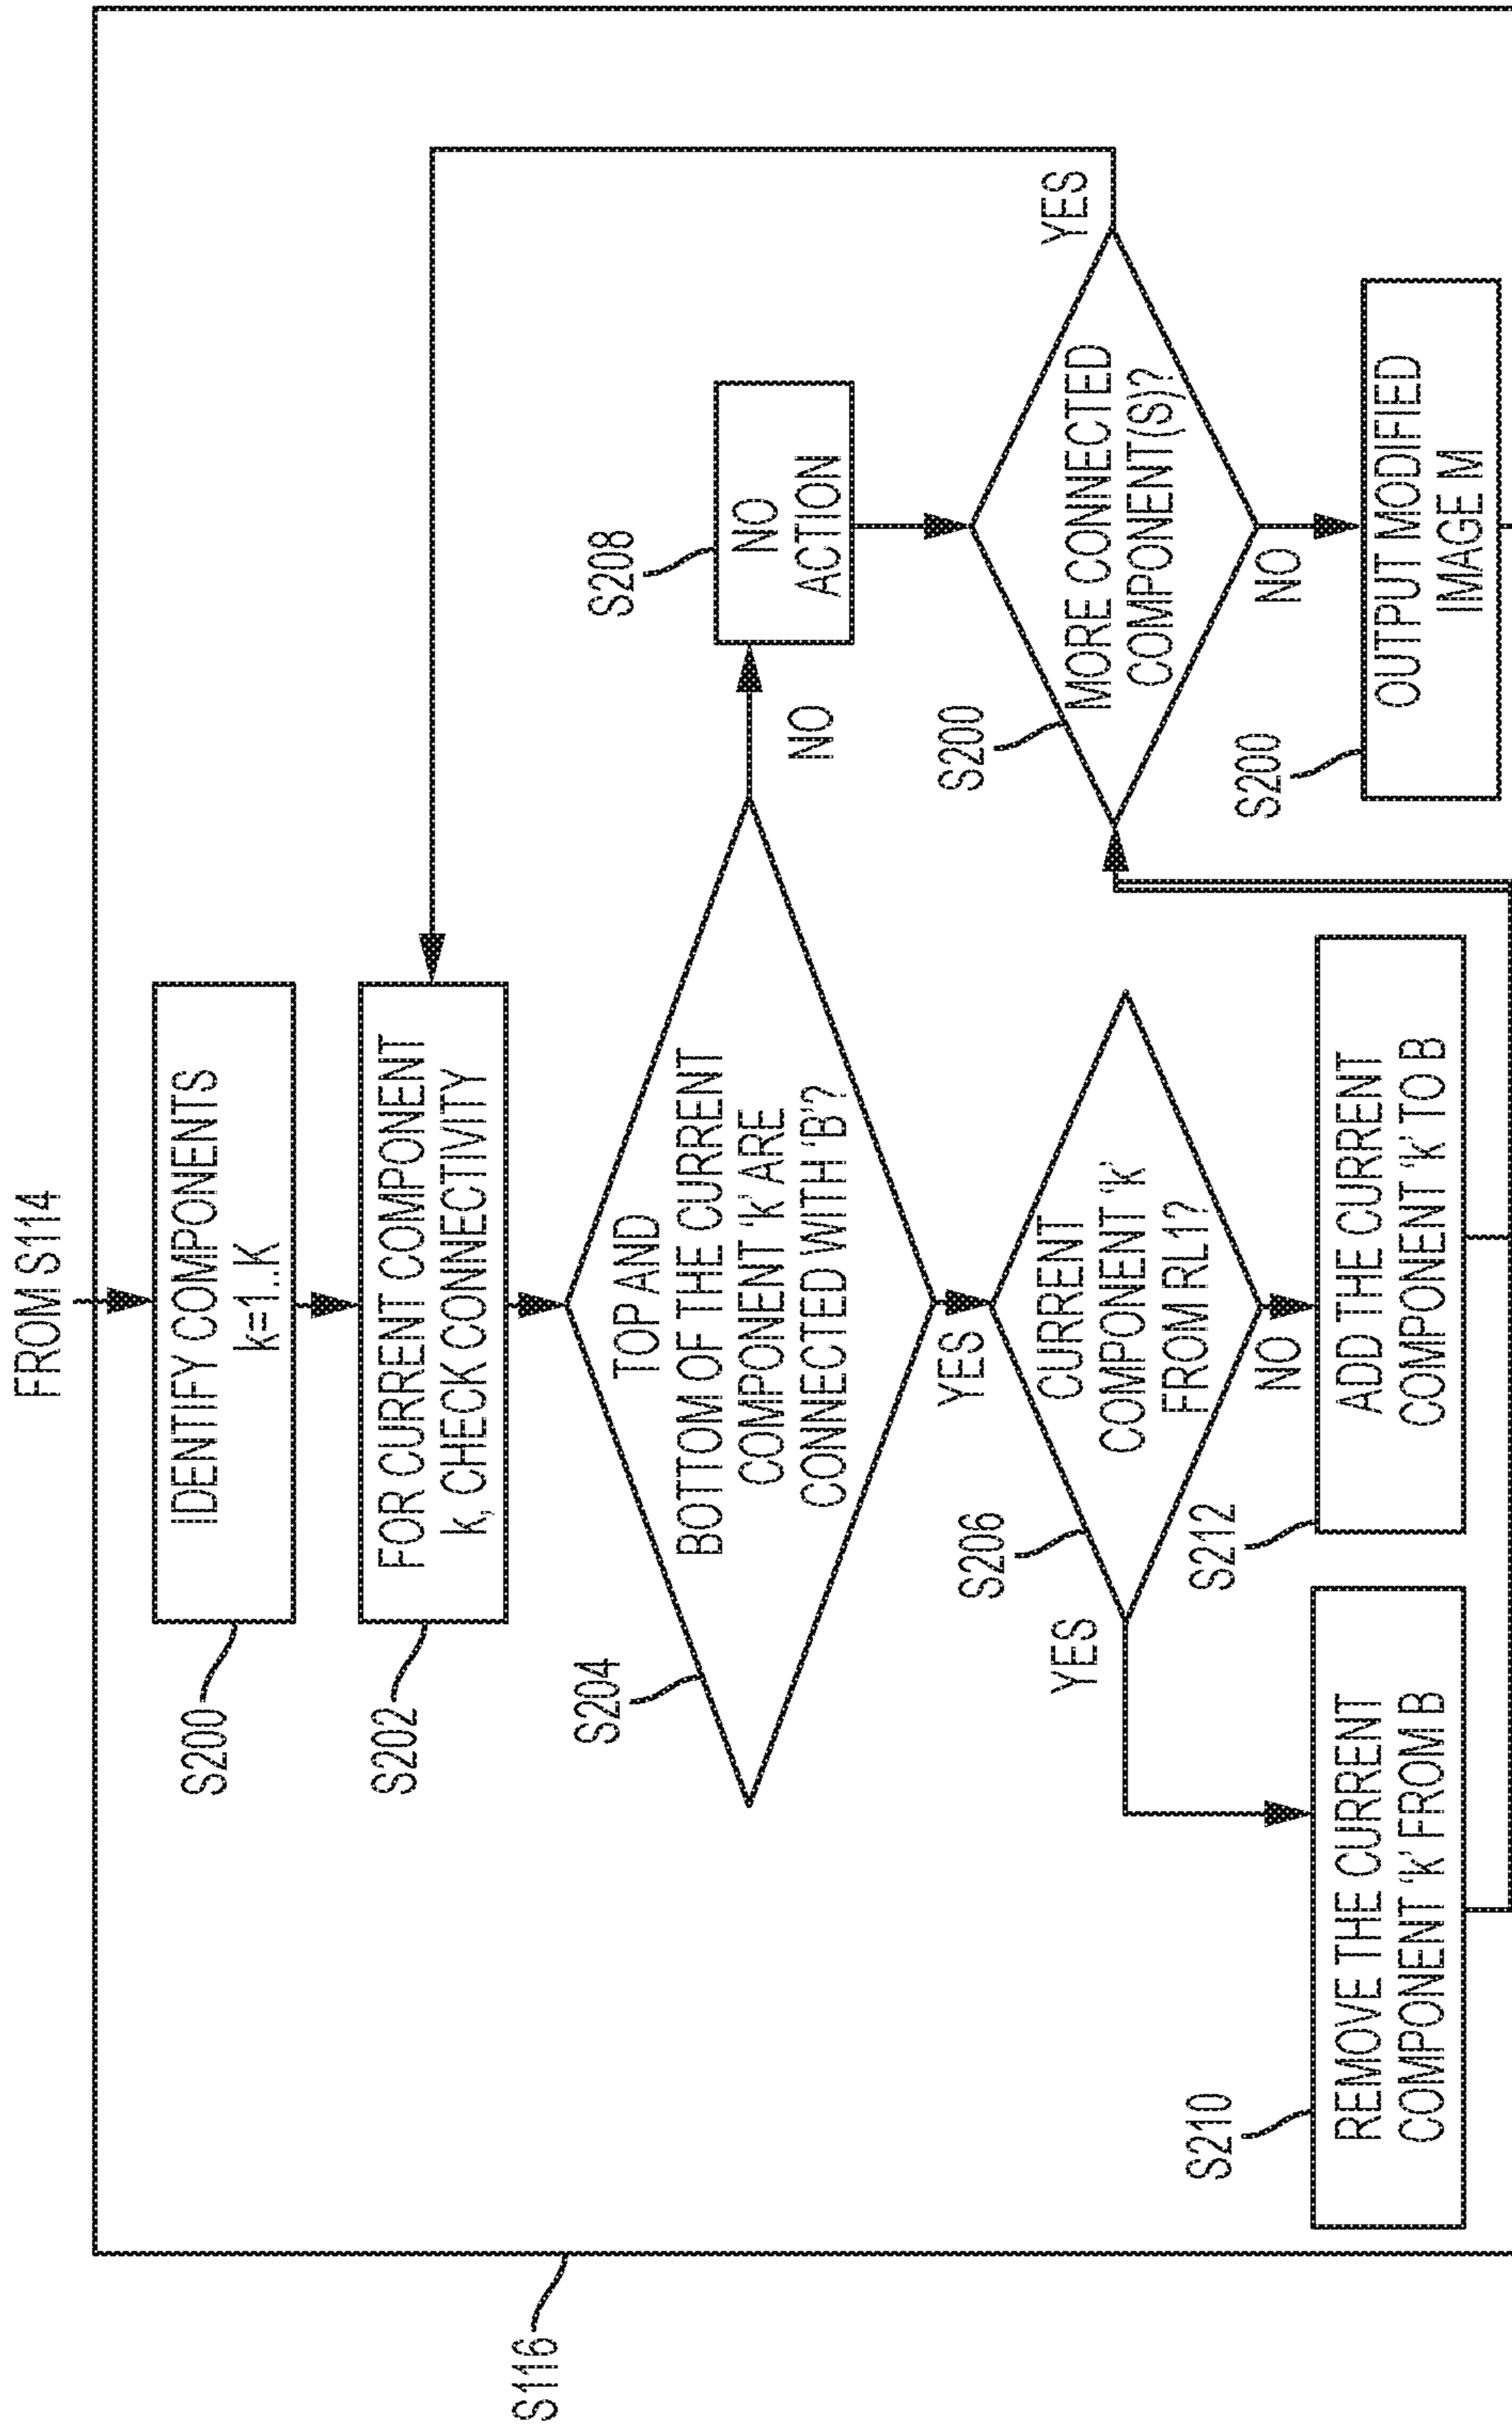 FROM S114
IDENTIFY COMPONENTS
k=1..K
S200
FOR CURRENT COMPONENT
k, CHECK CONNECTIVITY
S202
TOP AND
BOTTOM OF THE CURRENT
COMPONENT 'k' ARE
CONNECTED WITH 'B'?
S204
NO
S208
NO
ACTION
YES
CURRENT
COMPONENT 'k'
FROM RL1?
S206
YES
NO
S210
REMOVE THE CURRENT
COMPONENT 'k' FROM B
S212
ADD THE CURRENT
COMPONENT 'k' TO B
S200
MORE CONNECTED
COMPONENT(S)?
YES
NO
S200
OUTPUT MODIFIED
IMAGE M
S116